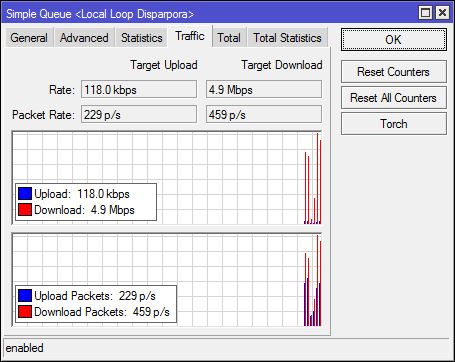 Simple Queue <Local Loop Disparpora>
General Advanced Statistics Traffic Total Total Statistics
Target Upload Target Download
Rate: 118.0 kbps 4.9 Mbps
Packet Rate: 229 p/s 459 p/s
Upload: 118.0 kbps
Download: 4.9 Mbps
Upload Packets: 229 p/s
Download Packets: 459 p/s
OK
Reset Counters
Reset All Counters
Torch
enabled